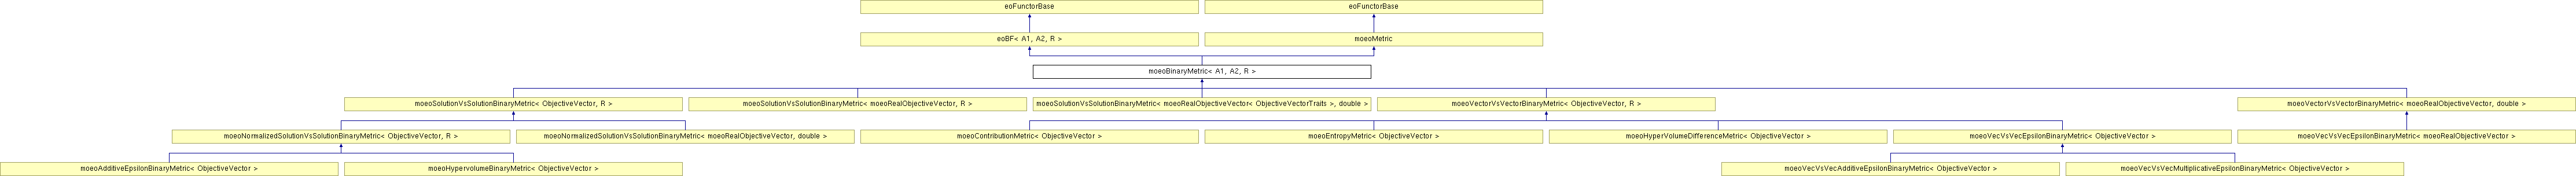 eoFunctorBase
eoFunctorBase
eoBF< A1, A2, R >
moeoMetric
moeoBinaryMetric< A1, A2, R >
moeoSolutionVsSolutionBinaryMetric< ObjectiveVector, R >
moeoSolutionVsSolutionBinaryMetric< moeoRealObjectiveVector, R >
moeoSolutionVsSolutionBinaryMetric< moeoRealObjectiveVector< ObjectiveVectorTraits >, double >
moeoVectorVsVectorBinaryMetric< ObjectiveVector, R >
moeoVectorVsVectorBinaryMetric< moeoRealObjectiveVector, double >
moeoNormalizedSolutionVsSolutionBinaryMetric< ObjectiveVector, R >
moeoNormalizedSolutionVsSolutionBinaryMetric< moeoRealObjectiveVector, double >
moeoContributionMetric< ObjectiveVector >
moeoEntropyMetric< ObjectiveVector >
moeoHyperVolumeDifferenceMetric< ObjectiveVector >
moeoVecVsVecEpsilonBinaryMetric< ObjectiveVector >
moeoVecVsVecEpsilonBinaryMetric< moeoRealObjectiveVector >
moeoAdditiveEpsilonBinaryMetric< ObjectiveVector >
moeoHypervolumeBinaryMetric< ObjectiveVector >
moeoVecVsVecAdditiveEpsilonBinaryMetric< ObjectiveVector >
moeoVecVsVecMultiplicativeEpsilonBinaryMetric< ObjectiveVector >